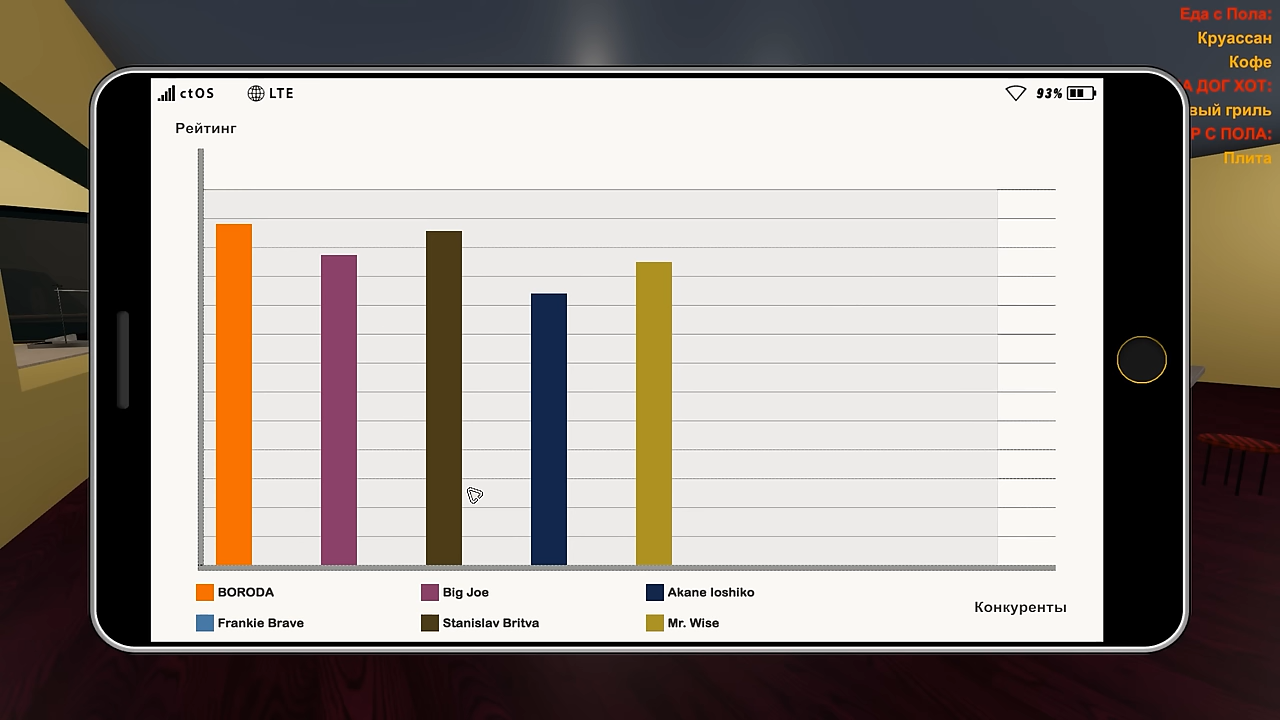 Еда с Пола:
Круассан
Кофе
А ДОГ ХОТ:
вый гриль
Р С ПОЛА:
Плита
ctOS LTE 93%
Рейтинг
BORODA Big Joe Akane Ioshiko
Конкуренты
Frankie Brave Stanislav Britva Mr. Wise